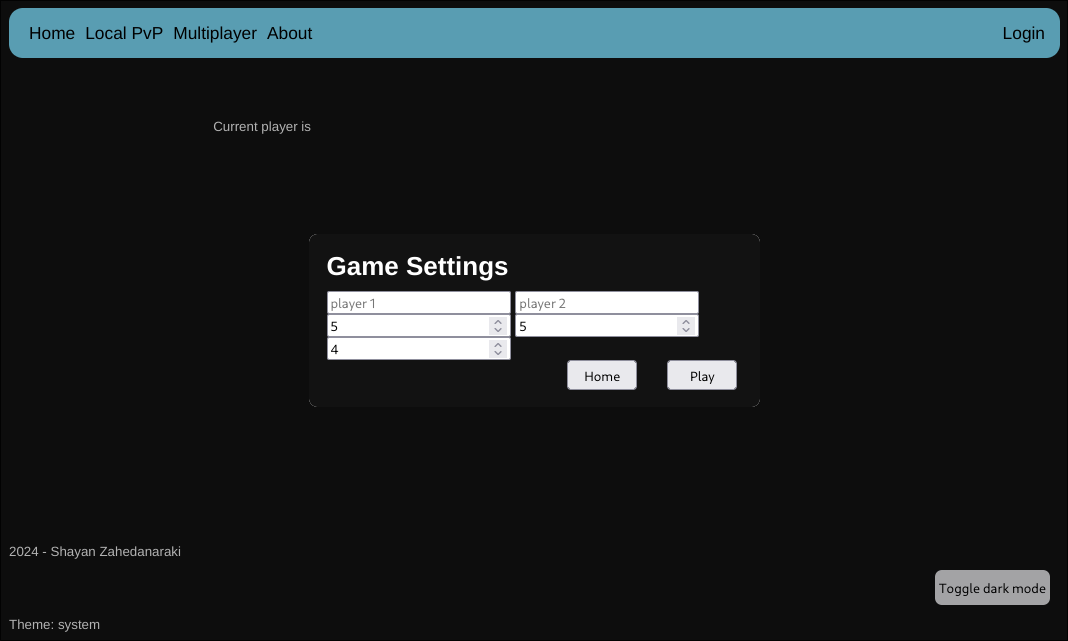 Home Local PvP Multiplayer About Login
Current player is
Game Settings
player 1 player 2
5 5
4
Home Play
2024 - Shayan Zahedanaraki
Toggle dark mode
Theme: system